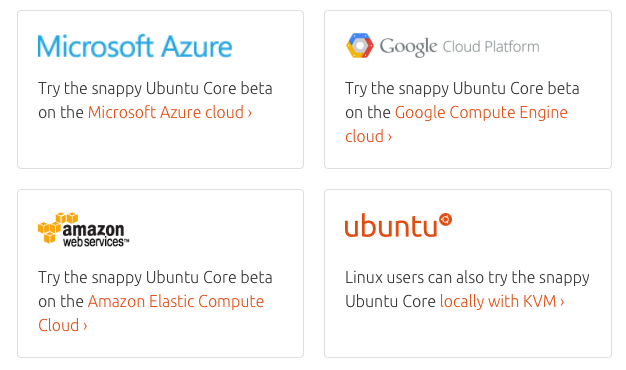 Microsoft Azure
Try the snappy Ubuntu Core beta
on the Microsoft Azure cloud ›
Google Cloud Platform
Try the snappy Ubuntu Core beta
on the Google Compute Engine
cloud ›
amazon
web services™
Try the snappy Ubuntu Core beta
on the Amazon Elastic Compute
Cloud ›
ubuntu
Linux users can also try the snappy
Ubuntu Core locally with KVM ›